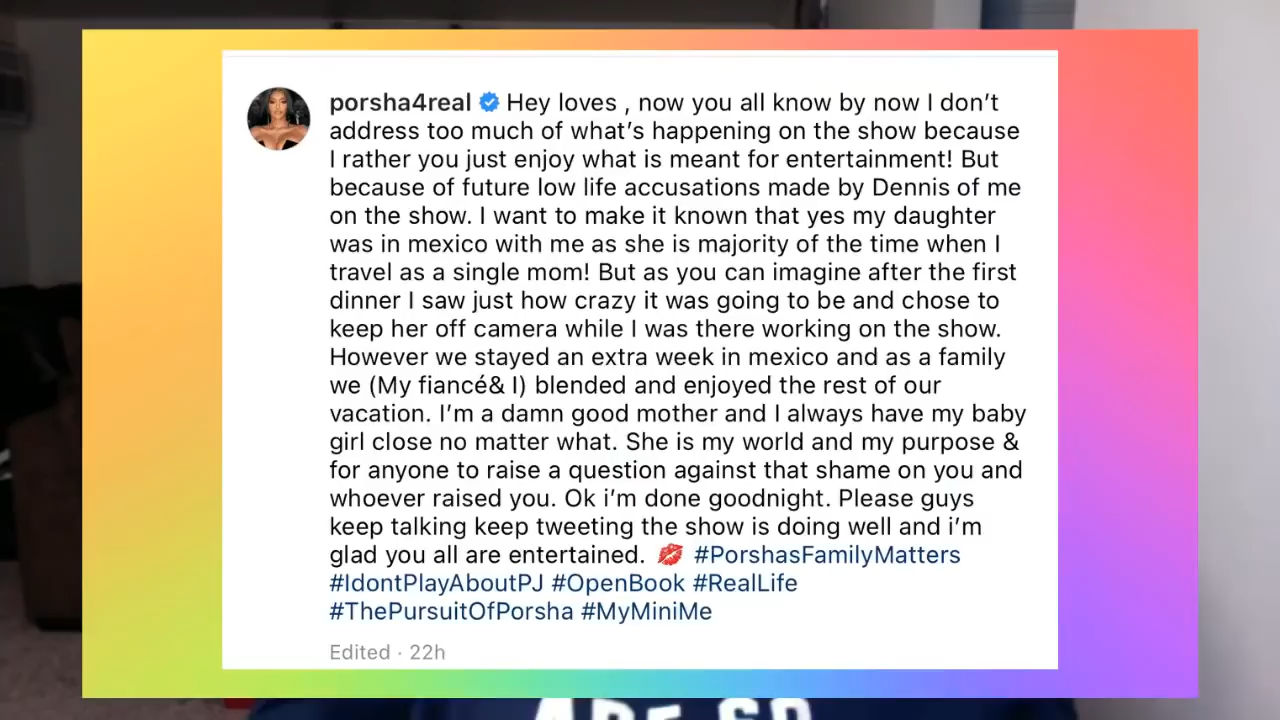 porsha4real Hey loves , now you all know by now I don't
address too much of what's happening on the show because
I rather you just enjoy what is meant for entertainment! But
because of future low life accusations made by Dennis of me
on the show. I want to make it known that yes my daughter
was in mexico with me as she is majority of the time when I
travel as a single mom! But as you can imagine after the first
dinner I saw just how crazy it was going to be and chose to
keep her off camera while I was there working on the show.
However we stayed an extra week in mexico and as a family
we (My fiancé& I) blended and enjoyed the rest of our
vacation. I'm a damn good mother and I always have my baby
girl close no matter what. She is my world and my purpose &
for anyone to raise a question against that shame on you and
whoever raised you. Ok i'm done goodnight. Please guys
keep talking keep tweeting the show is doing well and i'm
glad you all are entertained. 💋 #PorshasFamilyMatters
#IdontPlayAboutPJ #OpenBook #RealLife
#ThePursuitOfPorsha #MyMiniMe
Edited · 22h